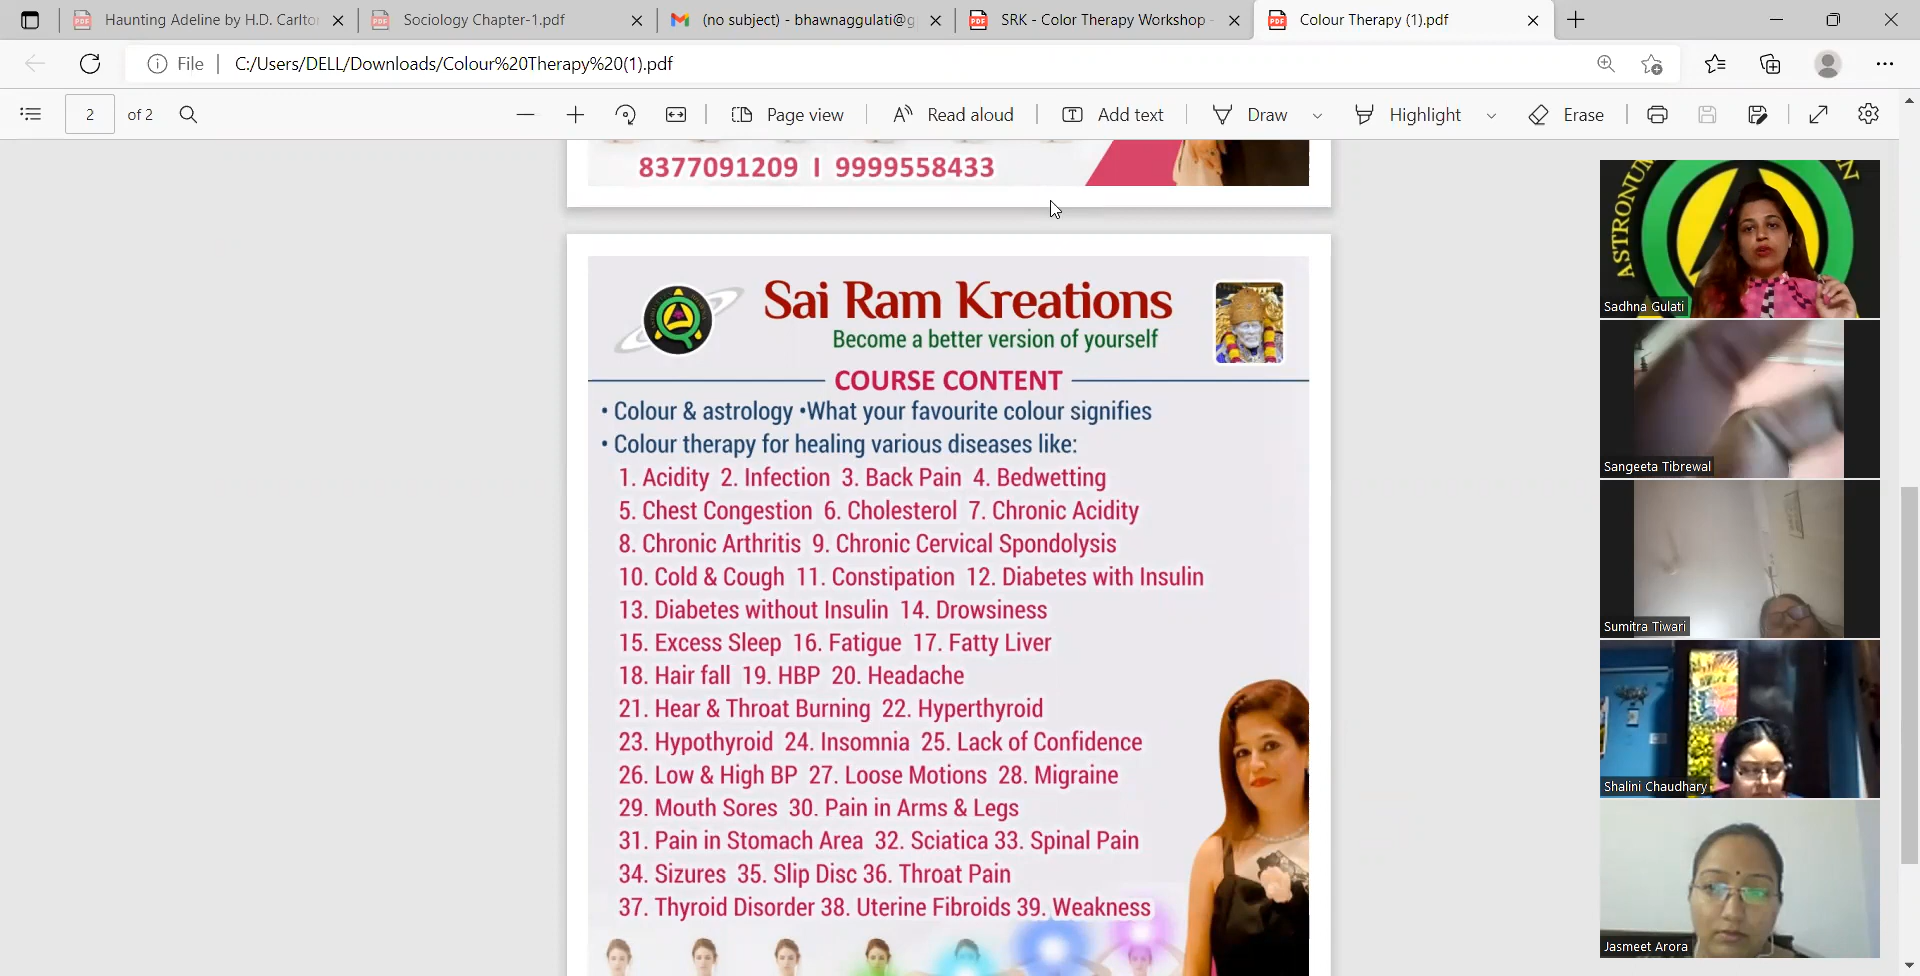 Haunting Adeline by H.D. Carlto
Sociology Chapter-1.pdf
(no subject) - bhawnaggulati@g
SRK - Color Therapy Workshop -
Colour Therapy (1).pdf
File
C:/Users/DELL/Downloads/Colour%20Therapy%20(1).pdf
2 of 2
Page view
Read aloud
Add text
Draw
Highlight
Erase
8377091209 I 9999558433
Sai Ram Kreations
Become a better version of yourself
COURSE CONTENT
• Colour & astrology •What your favourite colour signifies
• Colour therapy for healing various diseases like:
1. Acidity 2. Infection 3. Back Pain 4. Bedwetting
5. Chest Congestion 6. Cholesterol 7. Chronic Acidity
8. Chronic Arthritis 9. Chronic Cervical Spondolysis
10. Cold & Cough 11. Constipation 12. Diabetes with Insulin
13. Diabetes without Insulin 14. Drowsiness
15. Excess Sleep 16. Fatigue 17. Fatty Liver
18. Hair fall 19. HBP 20. Headache
21. Hear & Throat Burning 22. Hyperthyroid
23. Hypothyroid 24. Insomnia 25. Lack of Confidence
26. Low & High BP 27. Loose Motions 28. Migraine
29. Mouth Sores 30. Pain in Arms & Legs
31. Pain in Stomach Area 32. Sciatica 33. Spinal Pain
34. Sizures 35. Slip Disc 36. Throat Pain
37. Thyroid Disorder 38. Uterine Fibroids 39. Weakness
Sadhna Gulati
Sangeeta Tibrewal
Sumitra Tiwari
Shalini Chaudhary
Jasmeet Arora